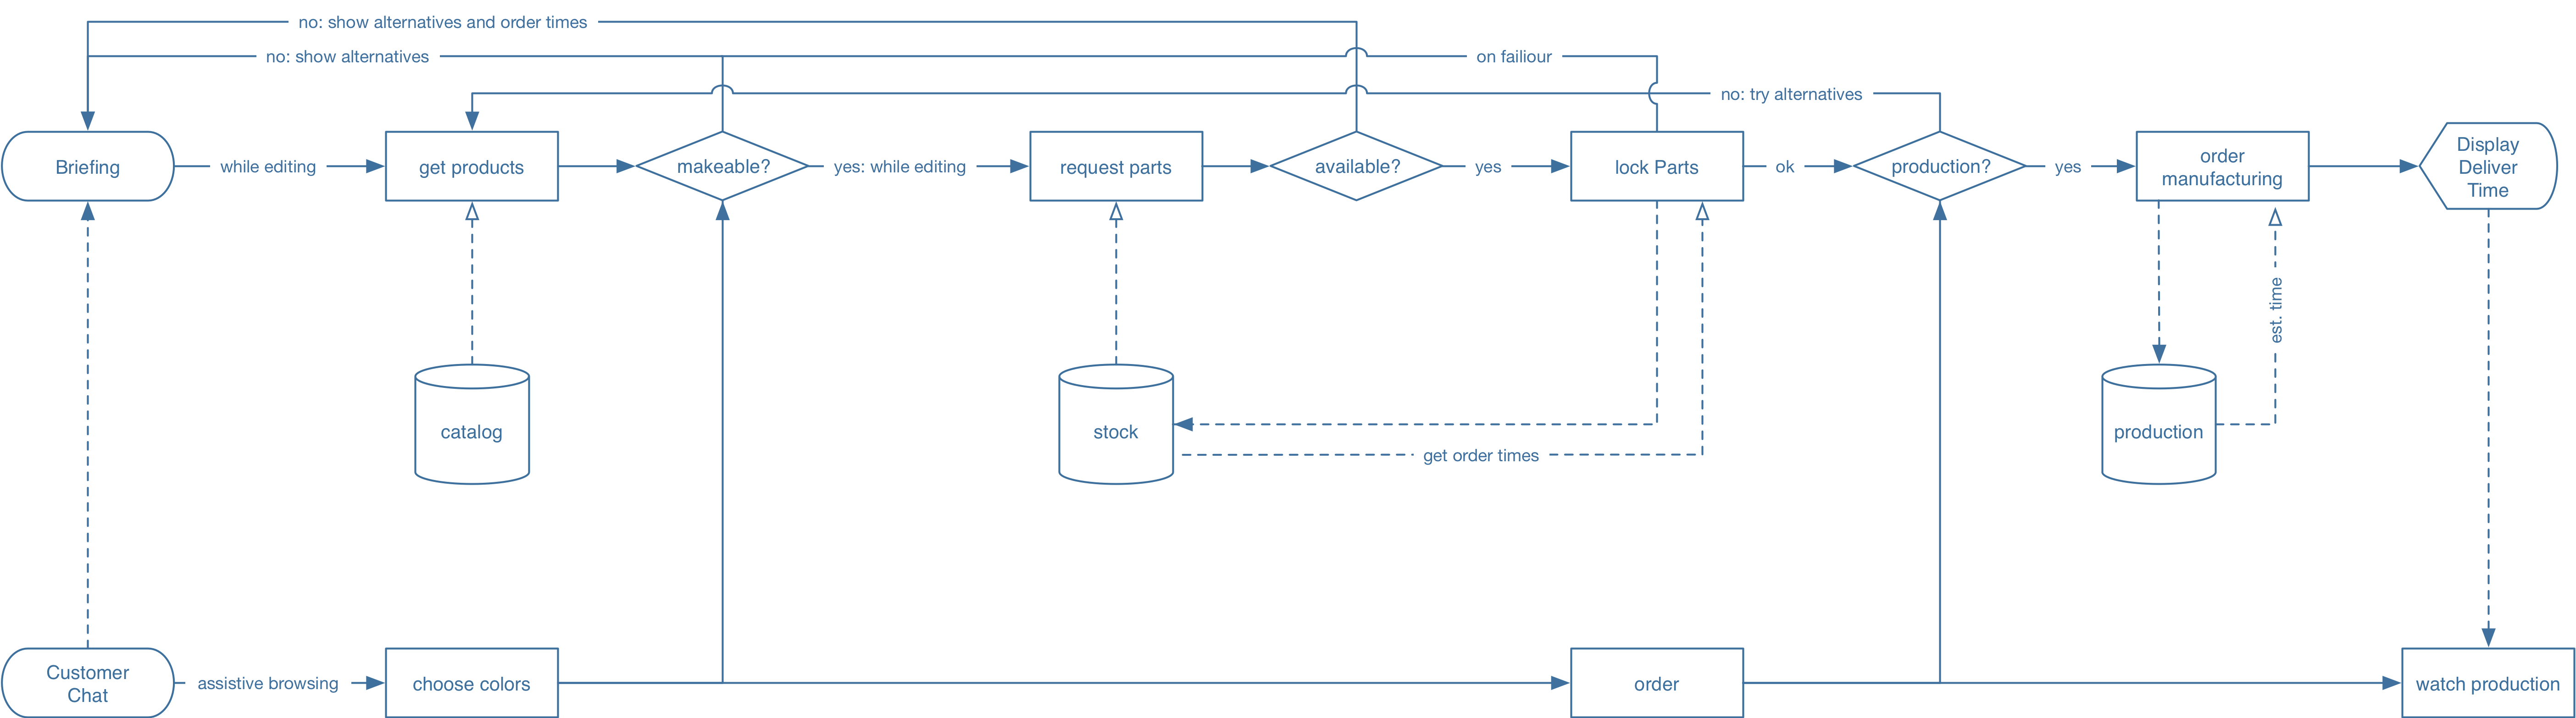 no: show alternatives and order times
no: show alternatives
on failiour
no: try alternatives
Briefing
while editing
get products
makeable?
yes: while editing
request parts
available?
yes
lock Parts
ok
production?
yes
order
manufacturing
Display
Deliver
Time
est. time
catalog
stock
production
get order times
Customer
Chat
assistive browsing
choose colors
order
watch production